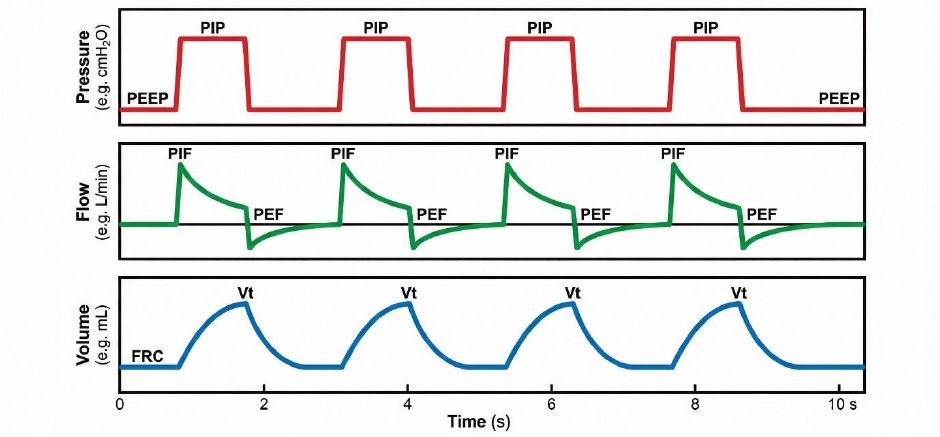 Pressure
(e.g. cmH₂O)
PIP PIP PIP PIP
PEEP PEEP
Flow
(e.g. L/min)
PIF PIF PIF PIF
PEF PEF PEF PEF
Volume
(e.g. mL)
Vt Vt Vt Vt
FRC
0 2 4 6 8 10 s
Time (s)